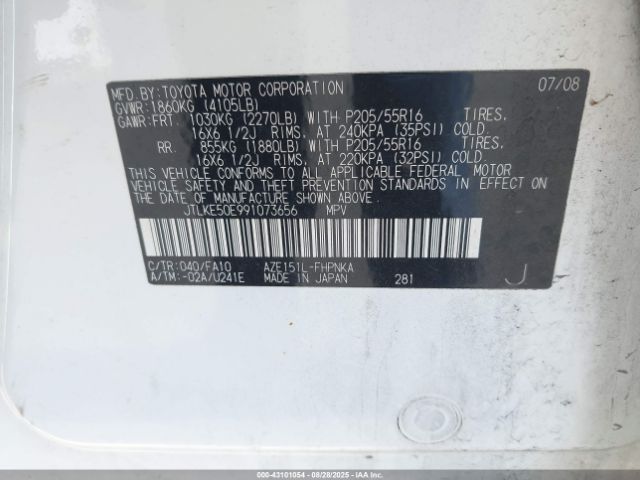 MFD.BY:TOYOTA MOTOR CORPORATION 07/08
GVWR:1860KG (4105LB)
GAWR:FRT. 1030KG (2270LB) WITH P205/55R16 TIRES,
16X6 1/2J RIMS, AT 240KPA (35PSI) COLD.
RR. 855KG (1880LB) WITH P205/55R16 TIRES,
16X6 1/2J RIMS, AT 220KPA (32PSI) COLD
THIS VEHICLE CONFORMS TO ALL APPLICABLE FEDERAL MOTOR
VEHICLE SAFETY AND THEFT PREVENTION STANDARDS IN EFFECT ON
THE DATE OF MANUFACTURE SHOWN ABOVE.
JTLKE50E991073656 MPV
C/TR:040/FA10 AZE151L-FHPNKA
A/TM:-02A/U241E MADE IN JAPAN 281 J
000-43101054 | 08/28/2025 | IAAI.COM